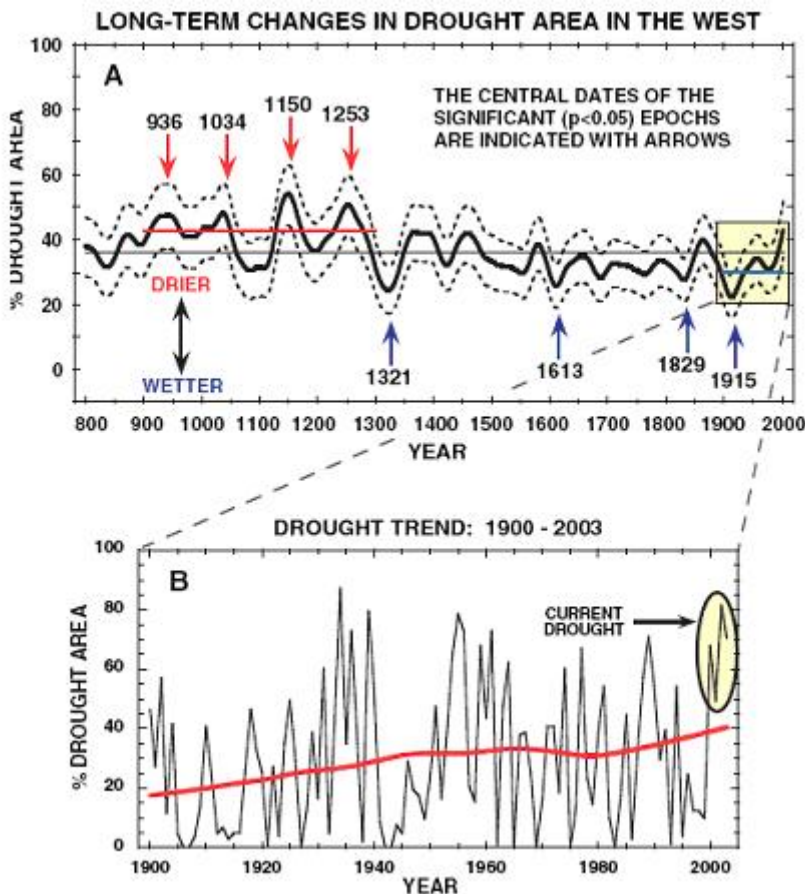 LONG-TERM CHANGES IN DROUGHT AREA IN THE WEST
100
80
60
40
20
0
% DROUGHT AREA
A
936
1034
1150
1253
THE CENTRAL DATES OF THE
SIGNIFICANT (p<0.05) EPOCHS
ARE INDICATED WITH ARROWS
DRIER
WETTER
1321
1613
1829
1915
800 900 1000 1100 1200 1300 1400 1500 1600 1700 1800 1900 2000
YEAR
DROUGHT TREND: 1900 - 2003
100
80
60
40
20
0
% DROUGHT AREA
B
CURRENT
DROUGHT
1900 1920 1940 1960 1980 2000
YEAR